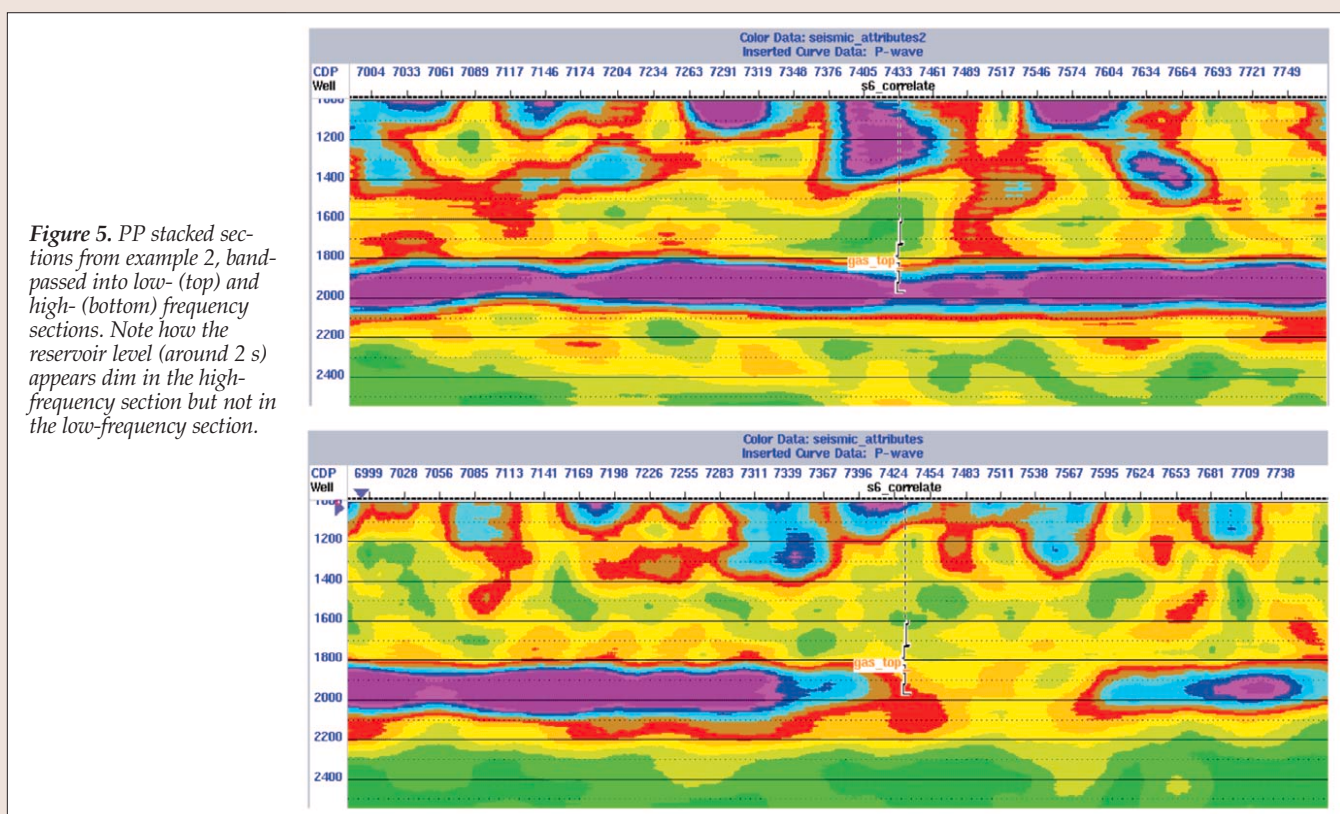 Figure 5. PP stacked sec-
tions from example 2, band-
passed into low- (top) and
high- (bottom) frequency
sections. Note how the
reservoir level (around 2 s)
appears dim in the high-
frequency section but not in
the low-frequency section.
Color Data: seismic_attributes2
Inserted Curve Data: P-wave
CDP 7004 7033 7061 7089 7117 7146 7174 7204 7234 7263 7291 7319 7348 7376 7405 7433 7461 7489 7517 7546 7574 7604 7634 7664 7693 7721 7749
Well s6_correlate
1200
1400
1600
1800
gas_top
2000
2200
2400
Color Data: seismic_attributes
Inserted Curve Data: P-wave
CDP 6999 7028 7056 7085 7113 7141 7169 7198 7226 7255 7283 7311 7339 7367 7396 7424 7454 7483 7511 7538 7567 7595 7624 7653 7681 7709 7738
Well s6_correlate
1200
1400
1600
1800
gas_top
2000
2200
2400